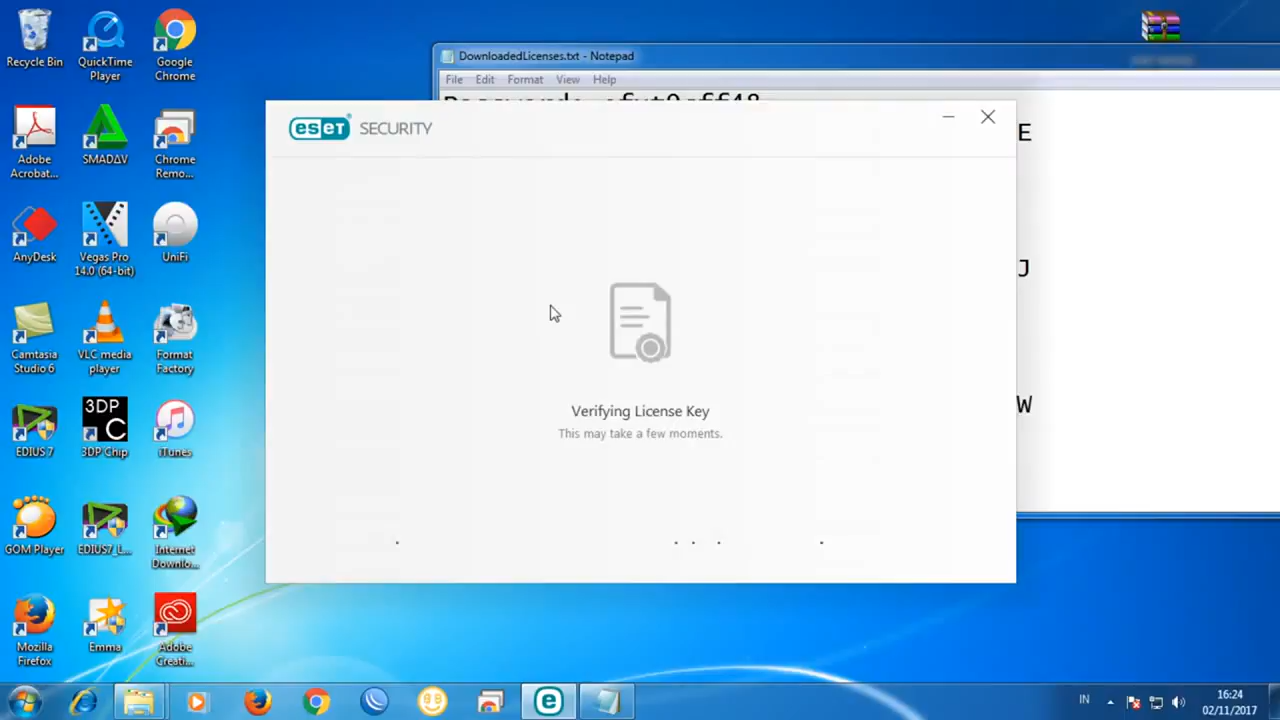 Recycle Bin
QuickTime Player
Google Chrome
Adobe Acrobat...
SMADΔV
Chrome Remo...
AnyDesk
Vegas Pro 14.0 (64-bit)
UniFi
Camtasia Studio 6
VLC media player
Format Factory
EDIUS 7
3DP C
3DP Chip
iTunes
GOM Player
EDIUS7_L...
Internet Downlo...
Mozilla Firefox
Emma
Adobe Creati...
DownloadedLicenses.txt - Notepad
File Edit Format View Help
E
J
W
eset SECURITY
Verifying License Key
This may take a few moments.
IN
16:24
02/11/2017